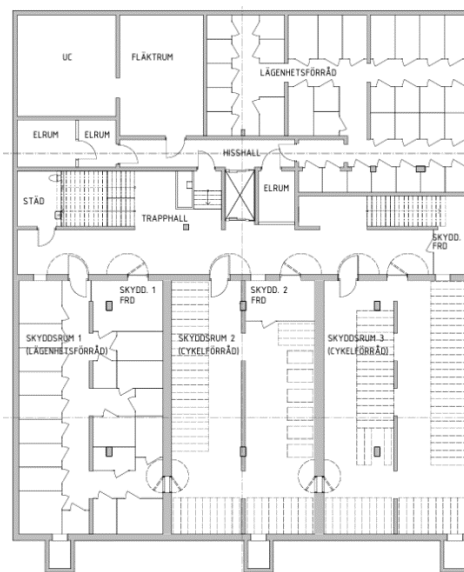 UC
FLÄKTRUM
LÄGENHETSFÖRRÅD
ELRUM
ELRUM
HISSHALL
STÄD
TRAPPHALL
ELRUM
SKYDD.
FRD
SKYDD. 1
FRD
SKYDD. 2
FRD
SKYDDSRUM 1
(LÄGENHETSFÖRRÅD)
SKYDDSRUM 2
(CYKELFÖRRÅD)
SKYDDSRUM 3
(CYKELFÖRRÅD)